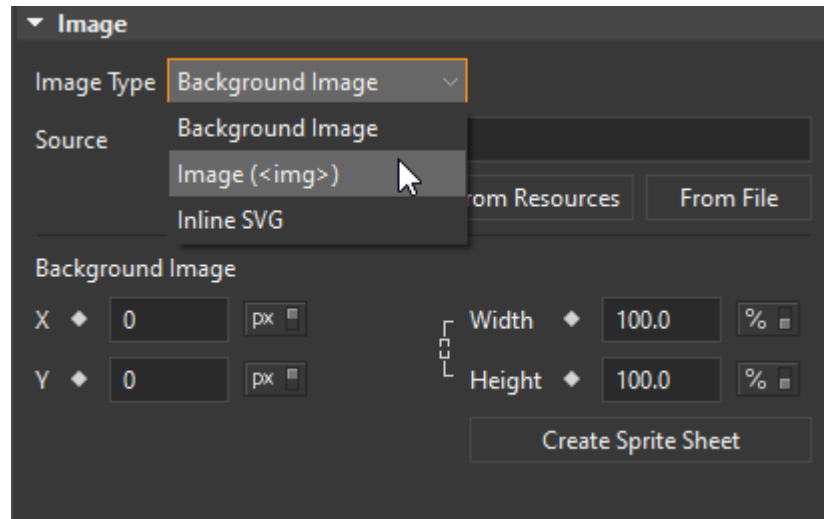 Image
Image Type Background Image
Source Background Image
Image (<img>)
From Resources From File
Inline SVG
Background Image
X 0 px Width 100.0 %
Y 0 px Height 100.0 %
Create Sprite Sheet